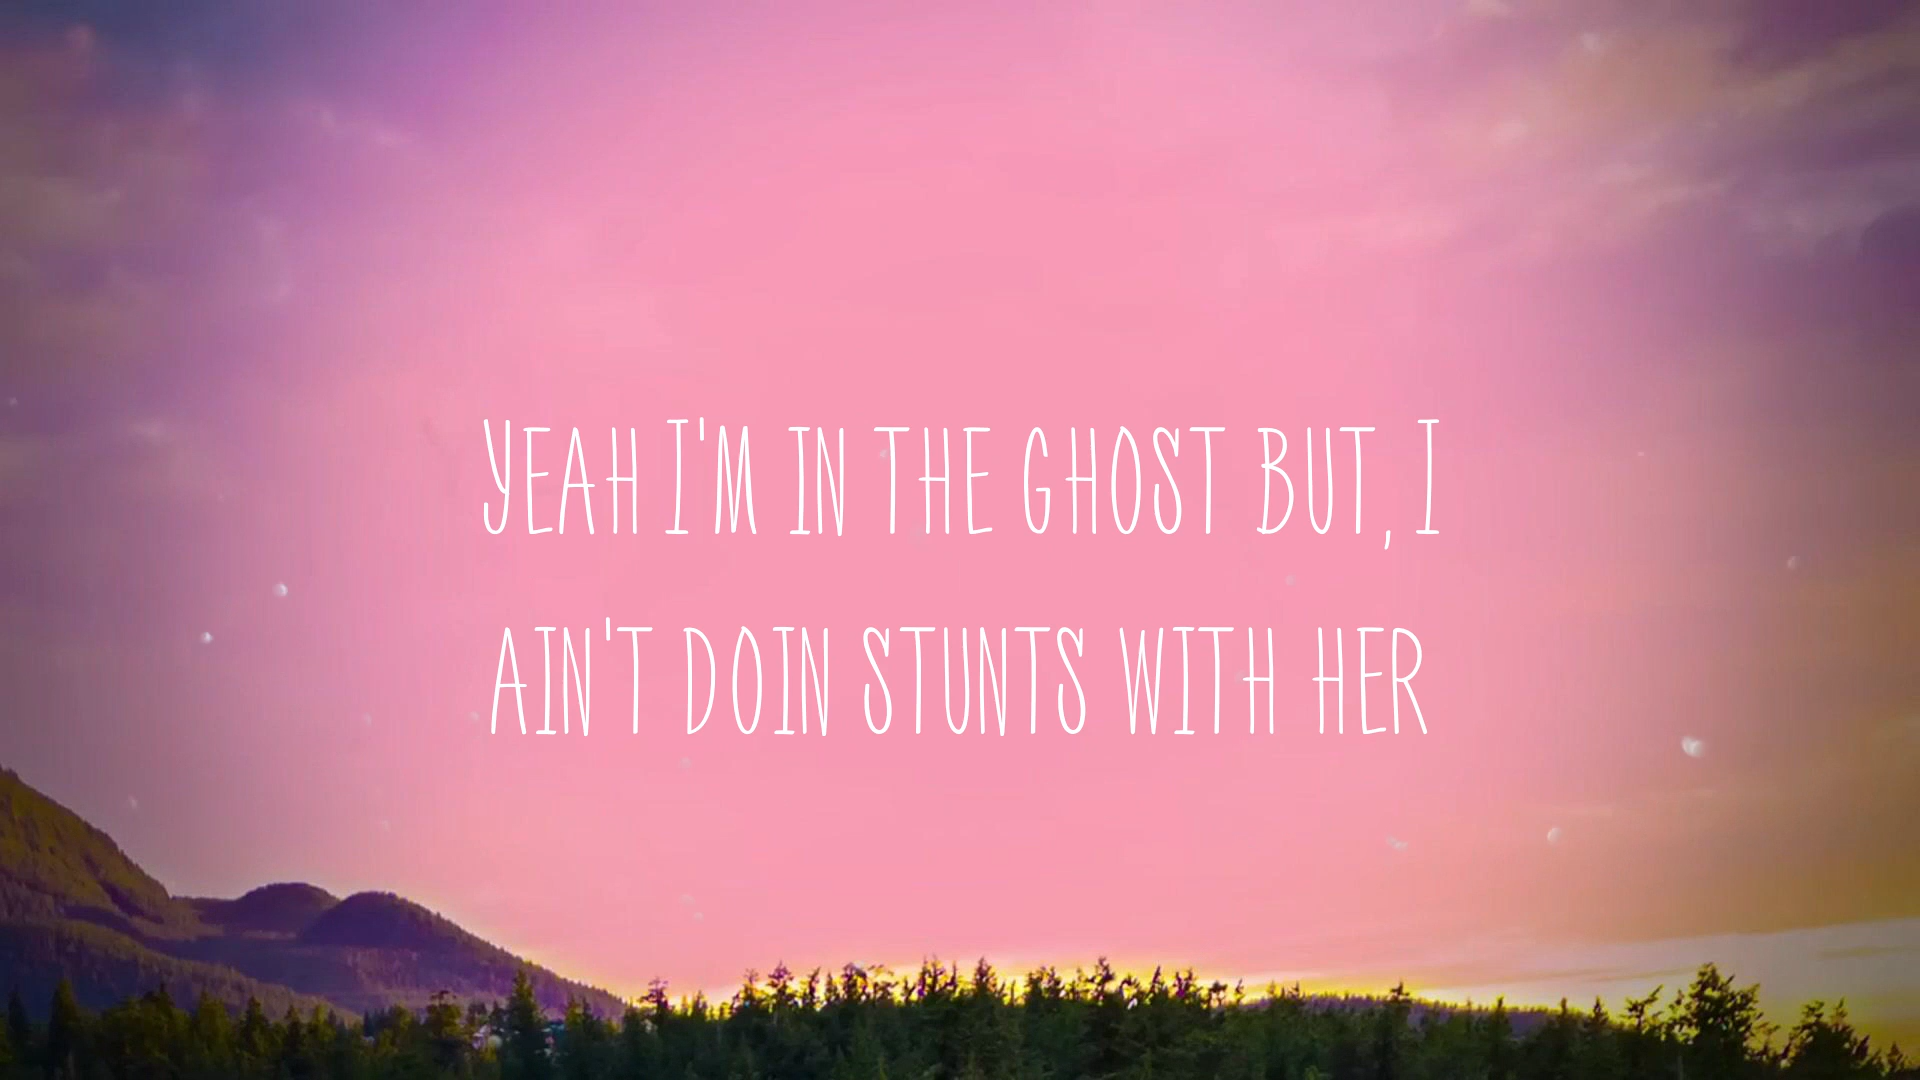 YEAH I'M IN THE GHOST BUT, I
AIN'T DOIN STUNTS WITH HER